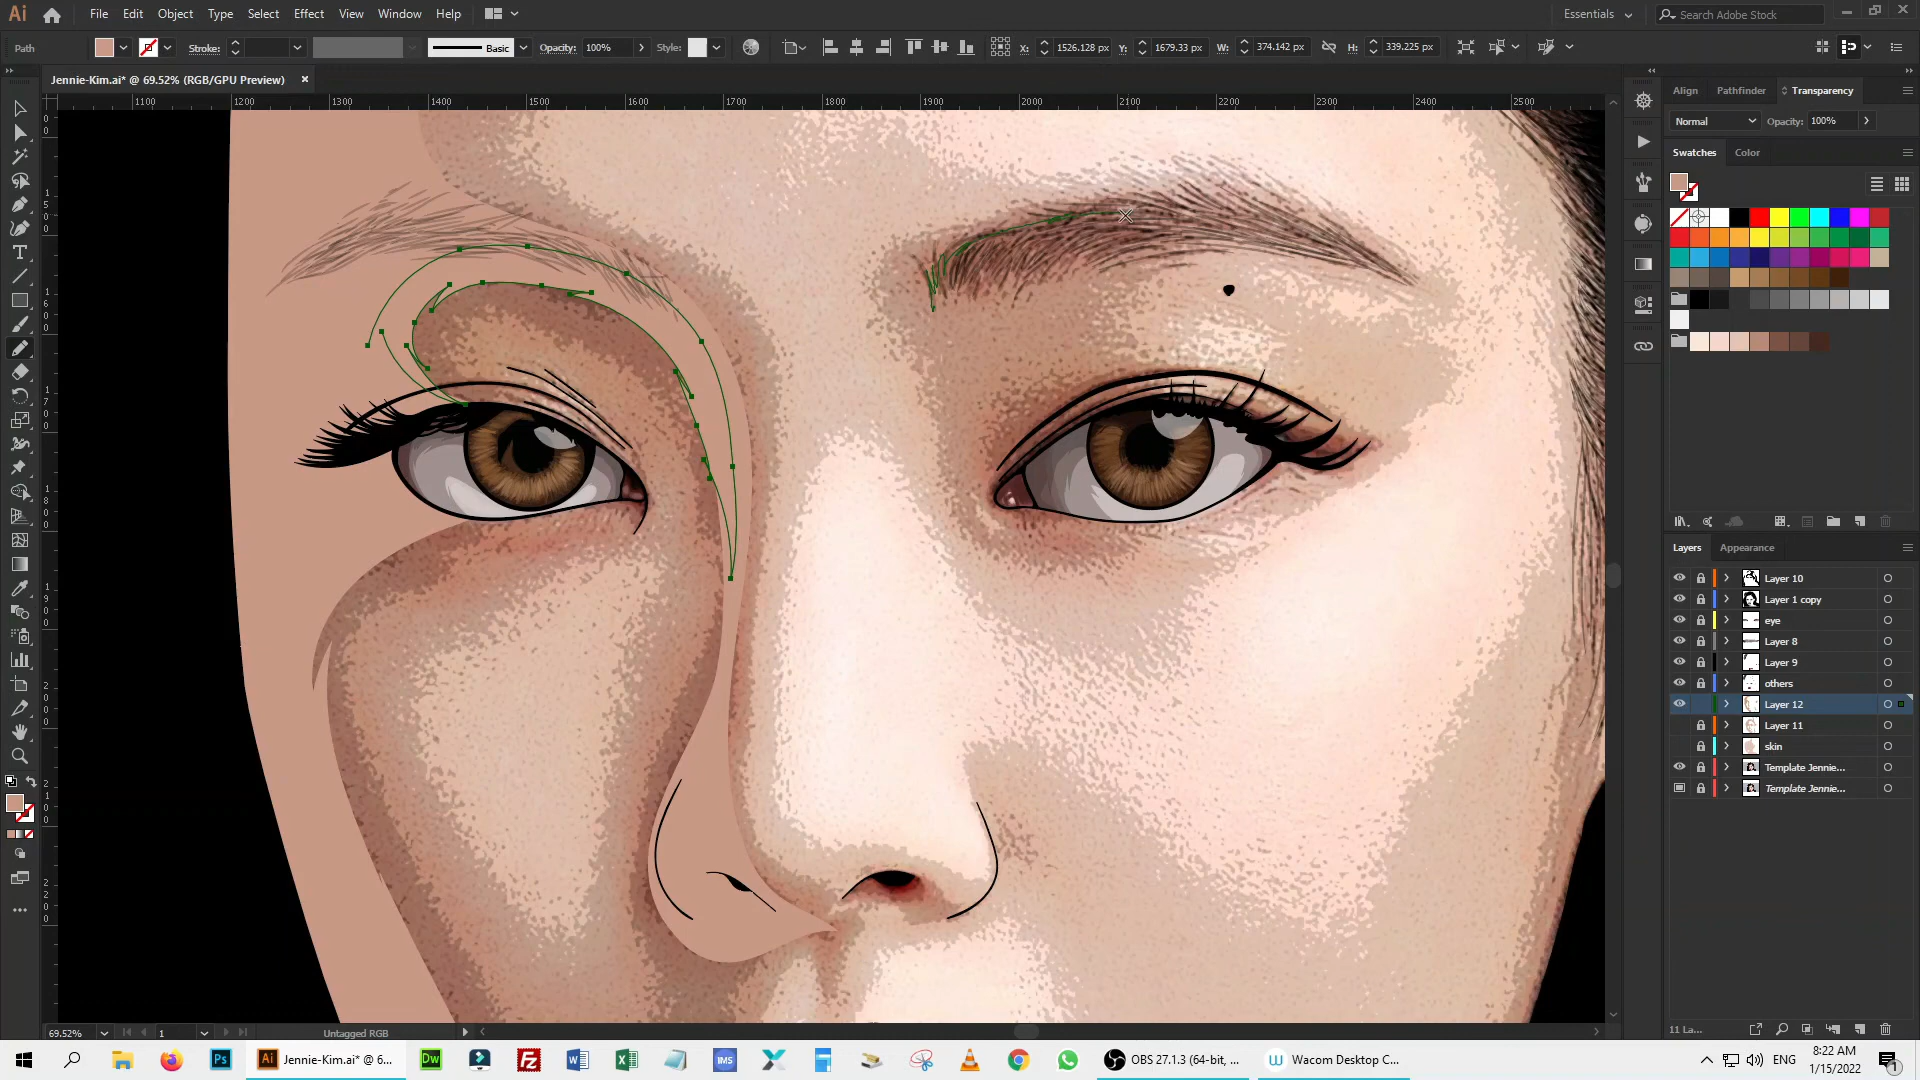 Ai File Edit Object Type Select Effect View Window Help Essentials Search Adobe Stock
Path Stroke: Basic Opacity: 100% Style: X: 1526.128 px Y: 1679.33 px W: 374.142 px H: 339.225 px
Jennie-Kim.ai* @ 69.52% (RGB/GPU Preview)
1100 1200 1300 1400 1500 1600 1700 1800 1900 2000 2100 2200 2300 2400 2500
Align Pathfinder Transparency
Normal Opacity: 100%
Swatches Color
Layers Appearance
Layer 10
Layer 1 copy
eye
Layer 8
Layer 9
others
Layer 12
Layer 11
skin
Template Jennie...
Template Jennie...
69.52% 1 Untagged RGB 11 La...
Ps Ai Jennie-Kim.ai* @ 6... Dw IMS OBS 27.1.3 (64-bit, ... Wacom Desktop C... ENG 8:22 AM
1/15/2022